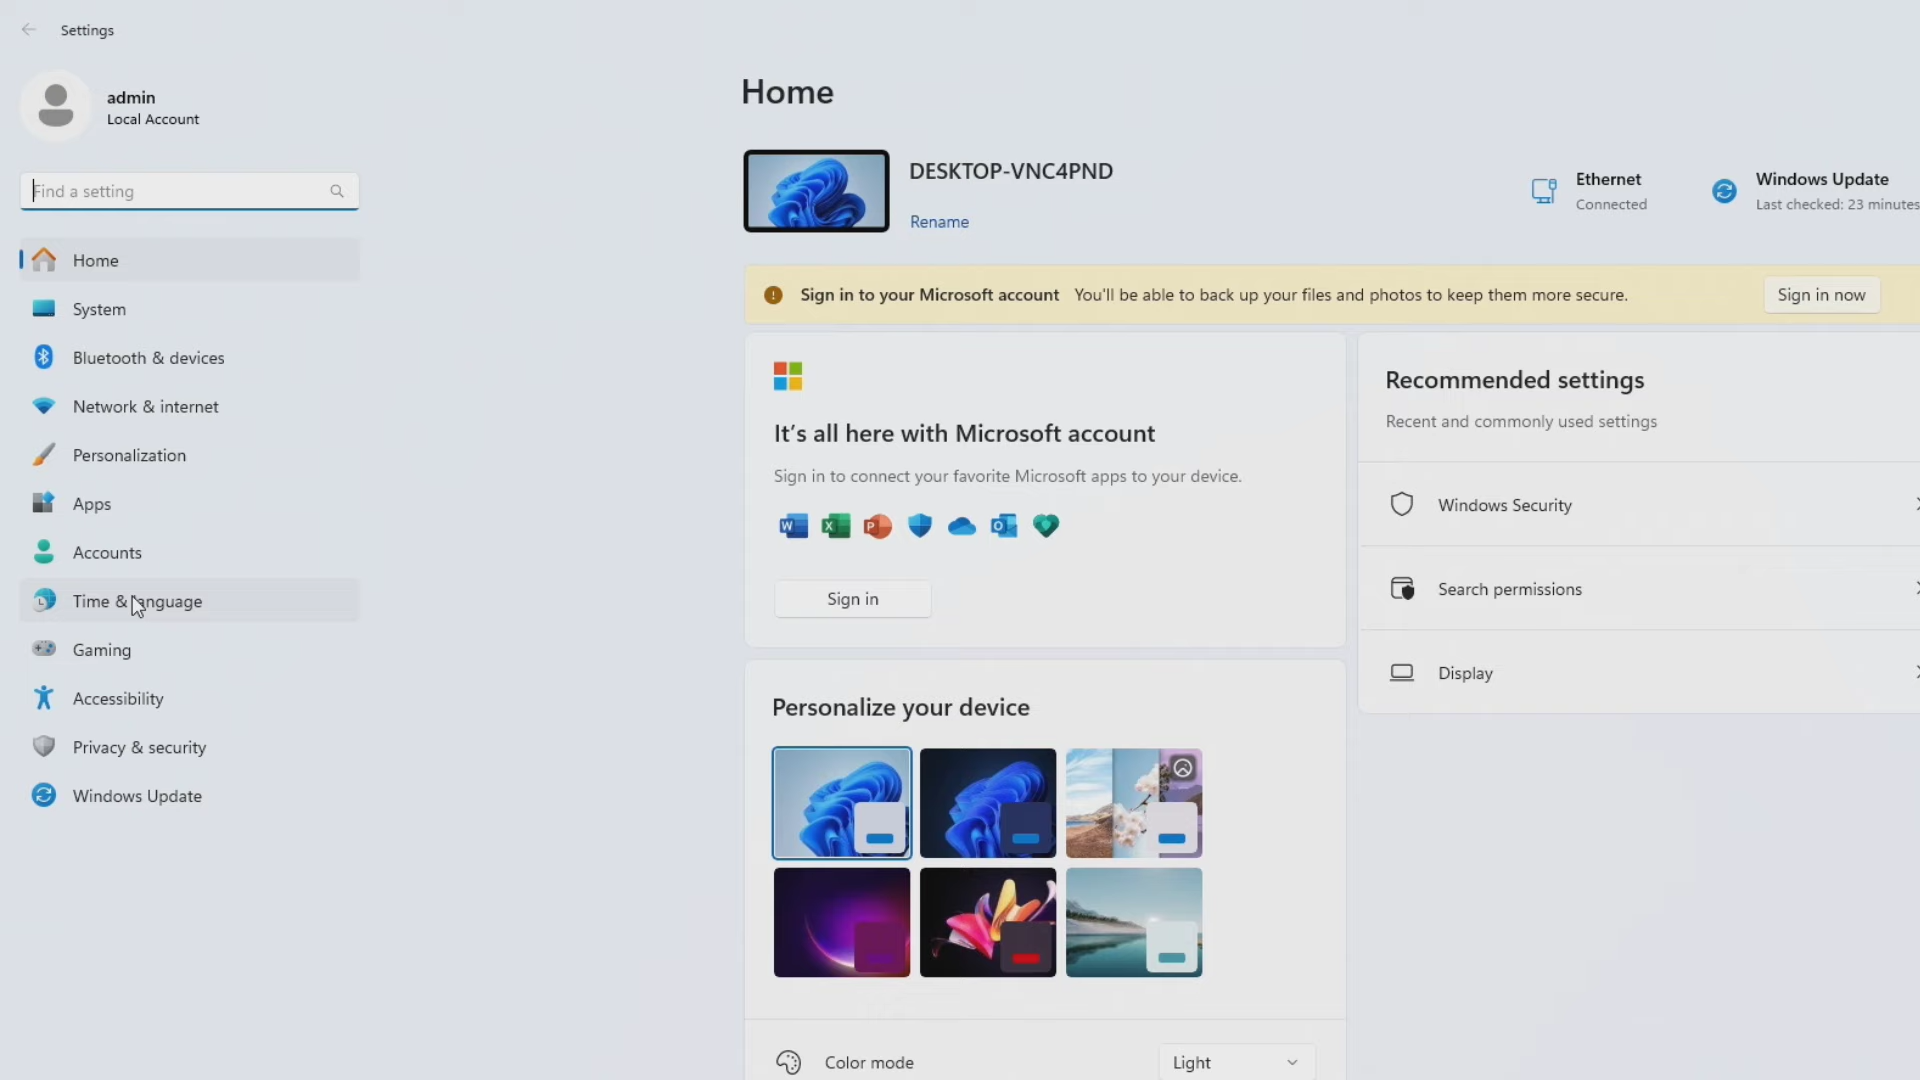 Settings
admin
Local Account
Find a setting
Home
System
Bluetooth & devices
Network & internet
Personalization
Apps
Accounts
Time & language
Gaming
Accessibility
Privacy & security
Windows Update
Home
DESKTOP-VNC4PND
Rename
Ethernet
Connected
Windows Update
Last checked: 23 minutes
Sign in to your Microsoft account You'll be able to back up your files and photos to keep them more secure.
Sign in now
It's all here with Microsoft account
Sign in to connect your favorite Microsoft apps to your device.
Sign in
Recommended settings
Recent and commonly used settings
Windows Security
Search permissions
Display
Personalize your device
Color mode
Light